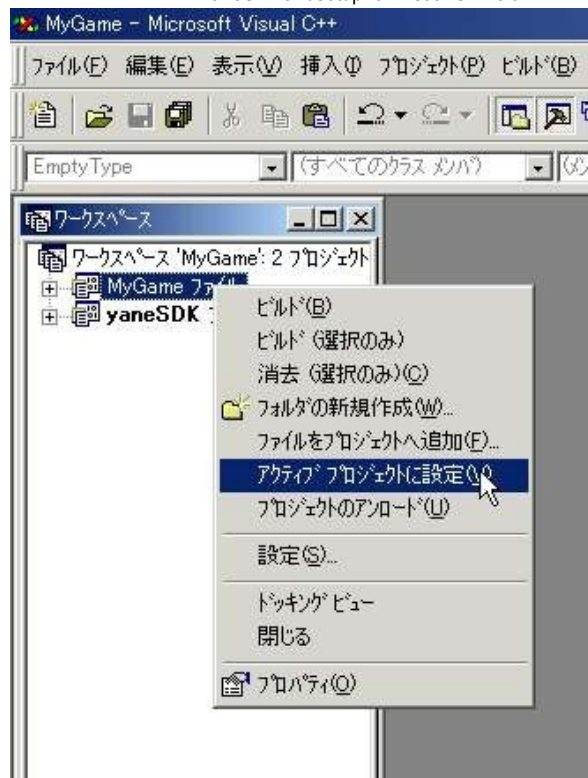 MyGame - Microsoft Visual C++
ﾌｧｲﾙ(F) 編集(E) 表示(V) 挿入(I) ﾌﾟﾛｼﾞｪｸﾄ(P) ﾋﾞﾙﾄﾞ(B)
EmptyType (すべてのｸﾗｽ ﾒﾝﾊﾞ)
ﾜｰｸｽﾍﾟｰｽ
ﾜｰｸｽﾍﾟｰｽ 'MyGame': 2 ﾌﾟﾛｼﾞｪｸﾄ
MyGame ﾌｧｲﾙ
yaneSDK
ﾋﾞﾙﾄﾞ(B)
ﾋﾞﾙﾄﾞ (選択のみ)
消去 (選択のみ)(C)
ﾌｫﾙﾀﾞの新規作成(W)...
ﾌｧｲﾙをﾌﾟﾛｼﾞｪｸﾄへ追加(F)...
ｱｸﾃｨﾌﾞ ﾌﾟﾛｼﾞｪｸﾄに設定
ﾌﾟﾛｼﾞｪｸﾄのｱﾝﾛｰﾄﾞ(U)
設定(S)...
ﾄﾞｯｷﾝｸﾞ ﾋﾞｭｰ
閉じる
ﾌﾟﾛﾊﾟﾃｨ(O)